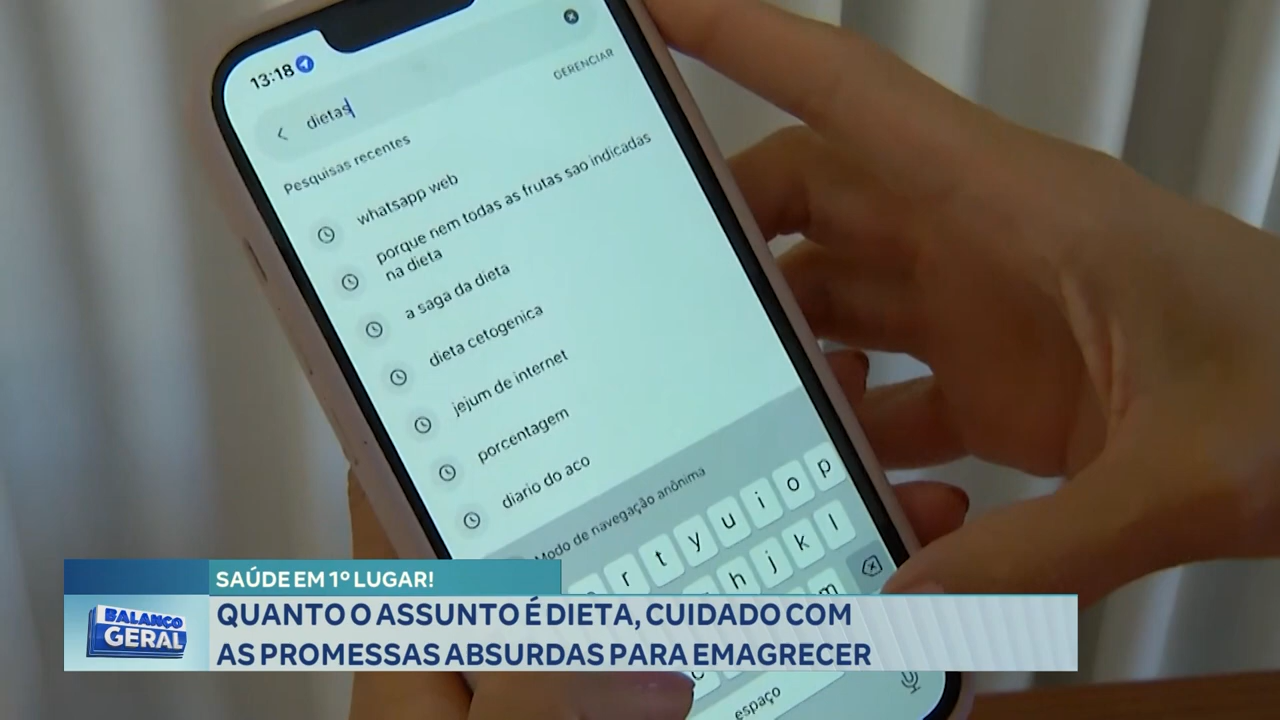 13:18
dietas
GERENCIAR
Pesquisas recentes
whatsapp web
porque nem todas as frutas sao indicadas
na dieta
a saga da dieta
dieta cetogenica
jejum de internet
porcentagem
diario do aco
Modo de navegação anônima
r t y u i o p
h j k l
m
espaço
SAÚDE EM 1º LUGAR!
BALANÇO
GERAL
QUANTO O ASSUNTO É DIETA, CUIDADO COM
AS PROMESSAS ABSURDAS PARA EMAGRECER